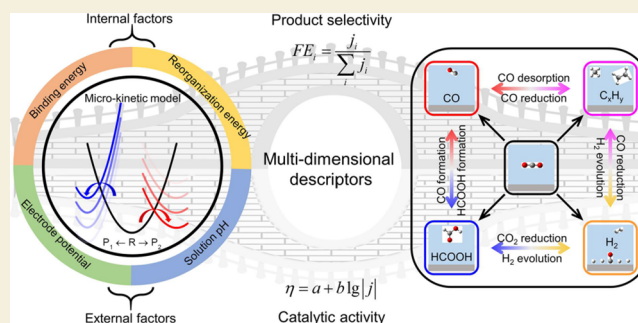 Internal factors
Binding energy
Reorganization energy
Micro-kinetic model
P₁ ← R → P₂
Electrode potential
Solution pH
External factors
Product selectivity
FEᵢ = jᵢ / ∑ᵢ jᵢ
Multi-dimensional
descriptors
η = a + b lg|j|
Catalytic activity
CO
CO desorption
CO reduction
CₓHᵧ
CO formation
HCOOH formation
CO reduction
H₂ evolution
HCOOH
CO₂ reduction
H₂ evolution
H₂